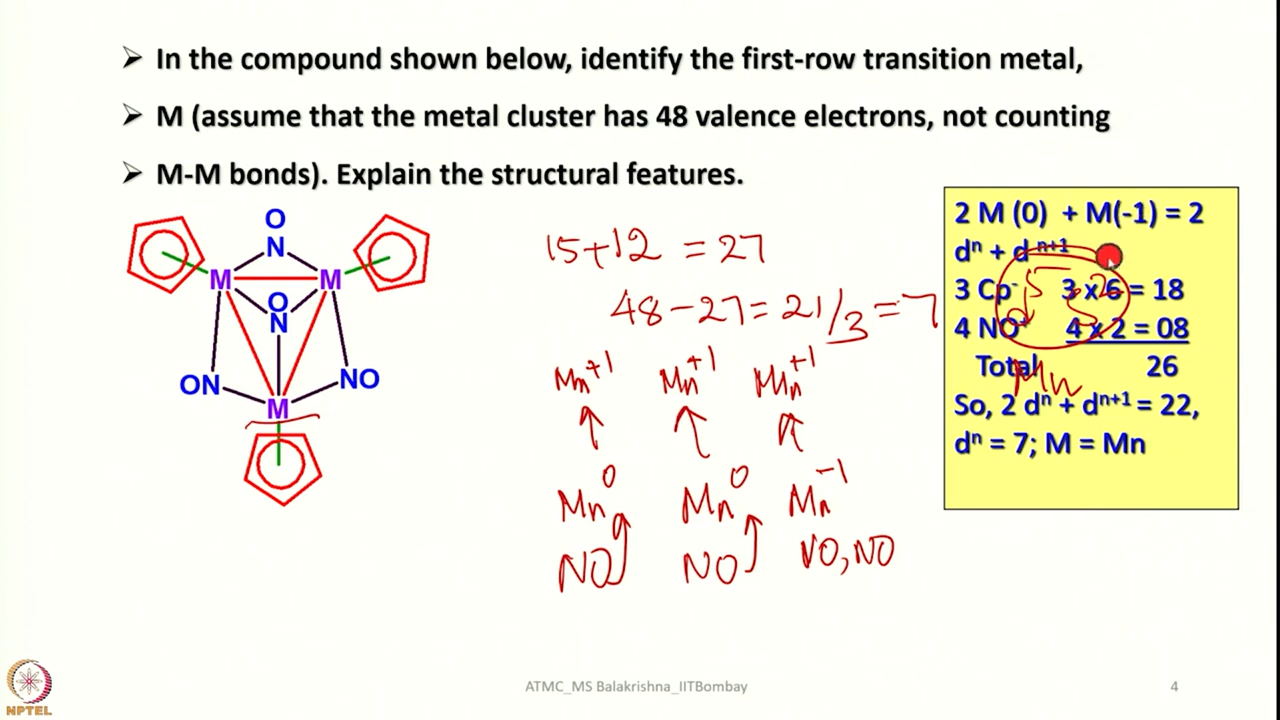 ➢ In the compound shown below, identify the first-row transition metal,
➢ M (assume that the metal cluster has 48 valence electrons, not counting
➢ M-M bonds). Explain the structural features.
O
N
M M
O
N
ON NO
M
15+12 = 27
48-27 = 21/3 = 7
Mn+1 Mn+1 Mn+1
Mn0 Mn0 Mn-1
NO NO NO, NO
2 M (0) + M(-1) = 2
dn + d n+1
3 Cp- 3 x 6 = 18
4 NO+ 4 x 2 = 08
Total 26
So, 2 dn + dn+1 = 22,
dn = 7; M = Mn
d5 s2
Mn
NPTEL
ATMC_MS Balakrishna_IITBombay
4